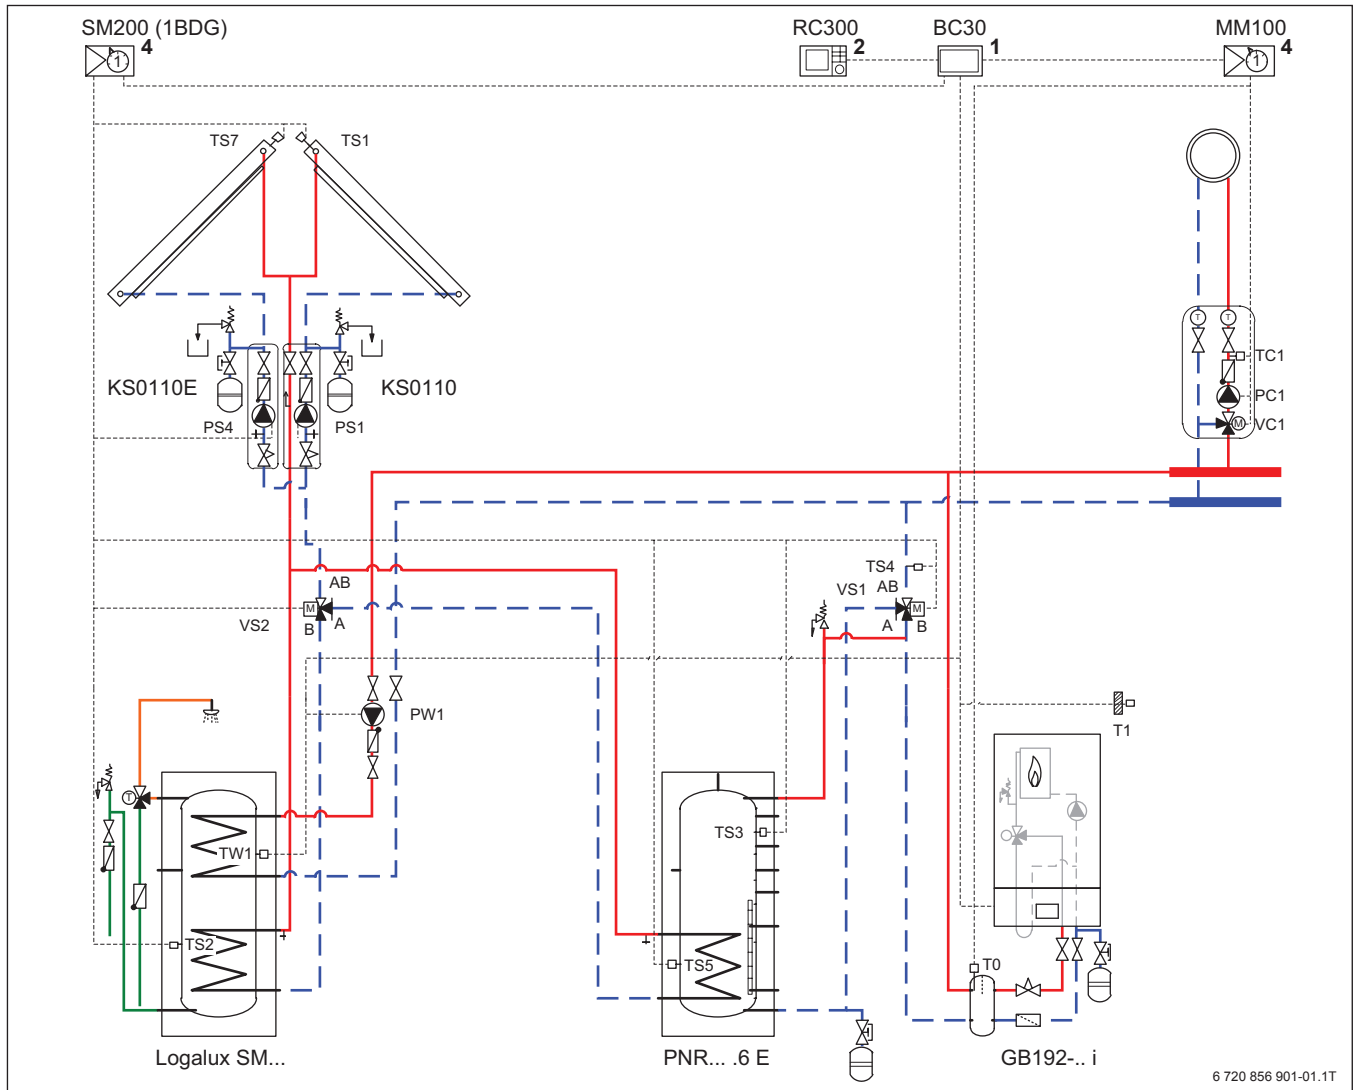 SM200 (1BDG)
4
RC300
2
BC30
1
MM100
4
1
1
TS7
TS1
T
T
TC1
PC1
M
VC1
KS0110E
KS0110
PS4
PS1
AB
M
VS2
B
A
TS4
VS1
AB
M
A
B
PW1
T1
T
TS3
TW1
TS2
TS5
T0
Logalux SM...
PNR... .6 E
GB192-.. i
6 720 856 901-01.1T